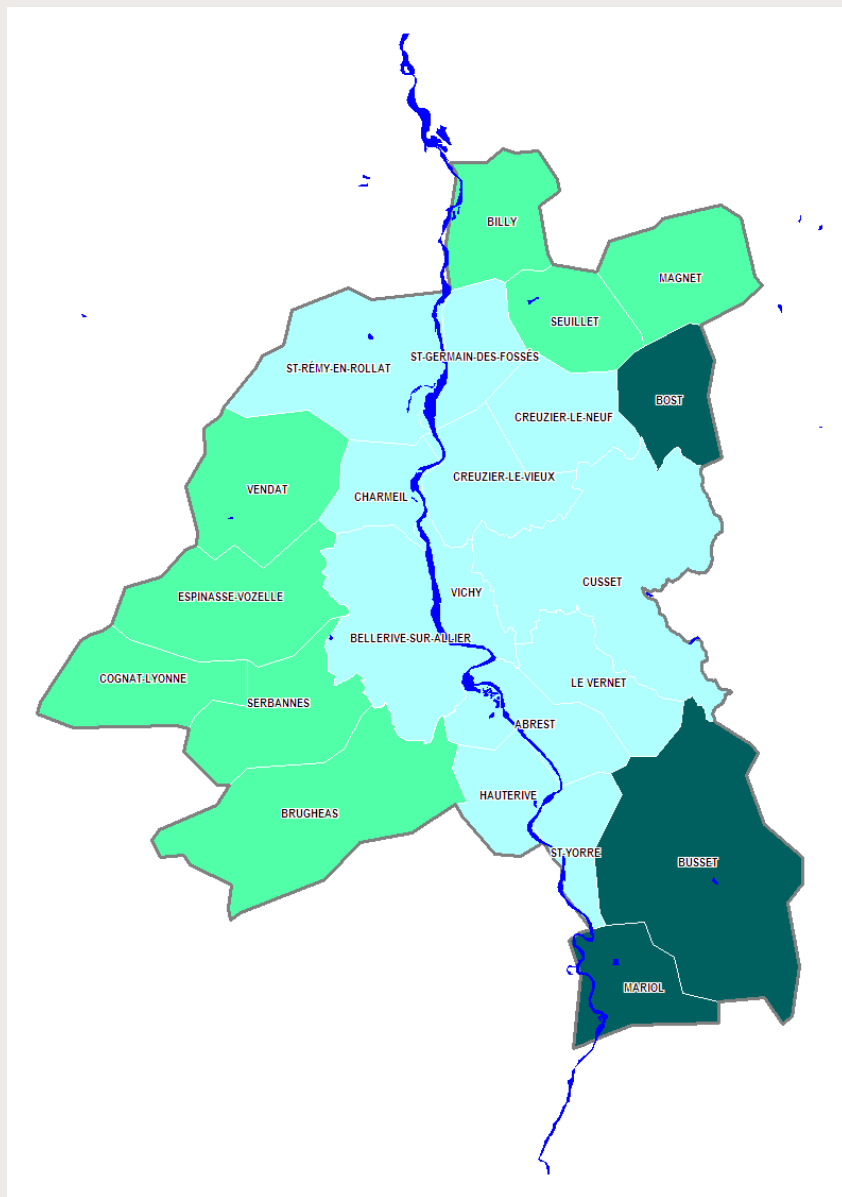 BILLY
MAGNET
SEUILLET
ST-GERMAIN-DES-FOSSÉS
ST-RÉMY-EN-ROLLAT
BOST
CREUZIER-LE-NEUF
CREUZIER-LE-VIEUX
VENDAT
CHARMEIL
CUSSET
VICHY
ESPINASSE-VOZELLE
BELLERIVE-SUR-ALLIER
COGNAT-LYONNE
LE VERNET
SERBANNES
ABREST
HAUTERIVE
BRUGHEAS
ST-YORRE
BUSSET
MARIOL